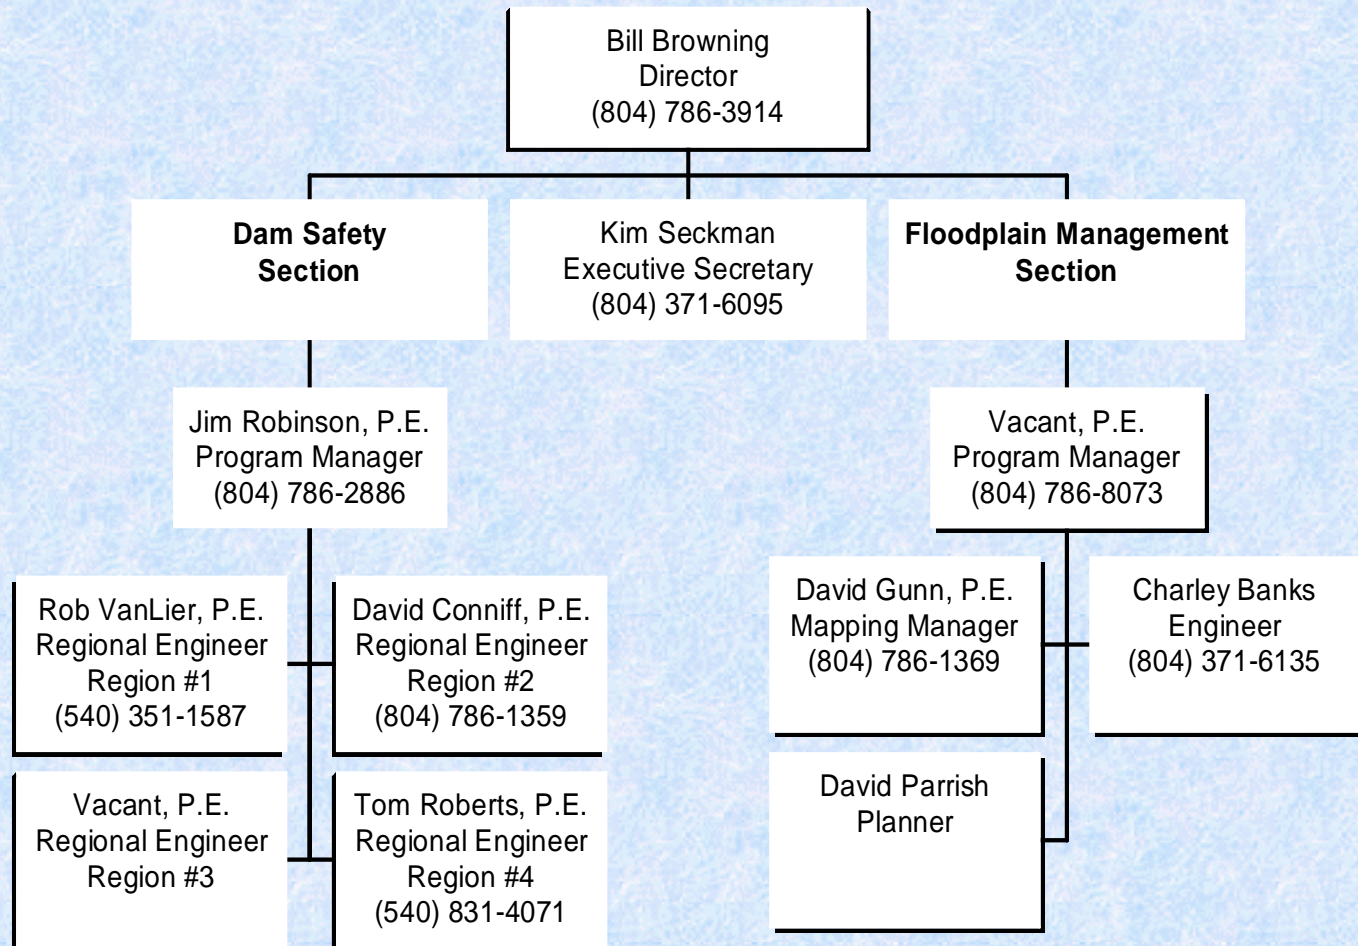 Bill Browning
Director
(804) 786-3914
Dam Safety
Section
Kim Seckman
Executive Secretary
(804) 371-6095
Floodplain Management
Section
Jim Robinson, P.E.
Program Manager
(804) 786-2886
Vacant, P.E.
Program Manager
(804) 786-8073
Rob VanLier, P.E.
Regional Engineer
Region #1
(540) 351-1587
David Conniff, P.E.
Regional Engineer
Region #2
(804) 786-1359
David Gunn, P.E.
Mapping Manager
(804) 786-1369
Charley Banks
Engineer
(804) 371-6135
Vacant, P.E.
Regional Engineer
Region #3
Tom Roberts, P.E.
Regional Engineer
Region #4
(540) 831-4071
David Parrish
Planner